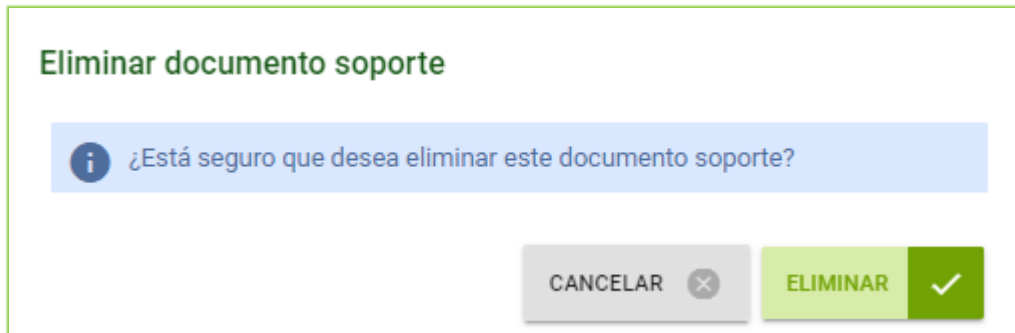 Eliminar documento soporte
¿Está seguro que desea eliminar este documento soporte?
CANCELAR
ELIMINAR